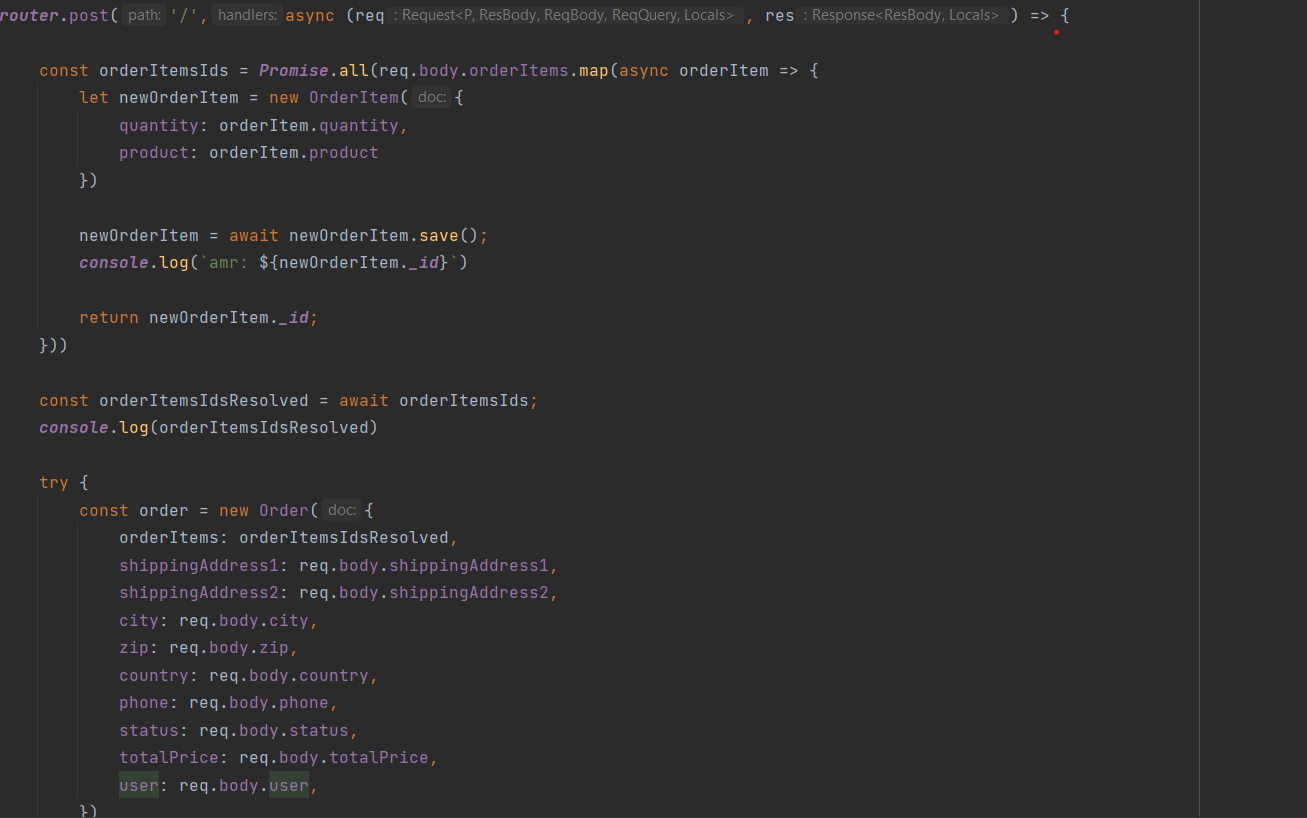 router.post( path: '/', handlers: async (req : Request<P, ResBody, ReqBody, ReqQuery, Locals> , res : Response<ResBody, Locals> ) => {
const orderItemsIds = Promise.all(req.body.orderItems.map(async orderItem => {
let newOrderItem = new OrderItem( doc: {
quantity: orderItem.quantity,
product: orderItem.product
})
newOrderItem = await newOrderItem.save();
console.log(`amr: ${newOrderItem._id}`)
return newOrderItem._id;
}))
const orderItemsIdsResolved = await orderItemsIds;
console.log(orderItemsIdsResolved)
try {
const order = new Order( doc: {
orderItems: orderItemsIdsResolved,
shippingAddress1: req.body.shippingAddress1,
shippingAddress2: req.body.shippingAddress2,
city: req.body.city,
zip: req.body.zip,
country: req.body.country,
phone: req.body.phone,
status: req.body.status,
totalPrice: req.body.totalPrice,
user: req.body.user,
})